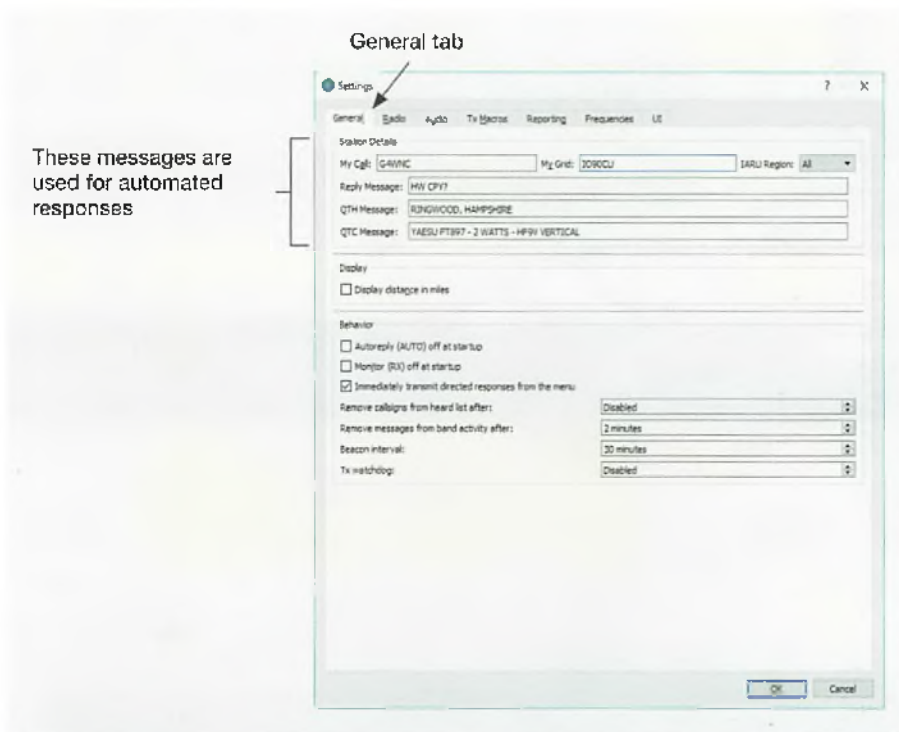 General tab
Settings ? X
General Radio Audio Tx Macros Reporting Frequencies UI
These messages are
used for automated
responses
Station Details
My Call: G4WNC My Grid: IO90CU IARU Region: All
Reply Message: HW CPY?
QTH Message: RINGWOOD, HAMPSHIRE
QTC Message: YAESU FT897 - 2 WATTS - HF9V VERTICAL
Display
Display distance in miles
Behavior
Autoreply (AUTO) off at startup
Monitor (RX) off at startup
Immediately transmit directed responses from the menu
Remove callsigns from heard list after: Disabled
Remove messages from band activity after: 2 minutes
Beacon interval: 30 minutes
Tx watchdog: Disabled
OK Cancel